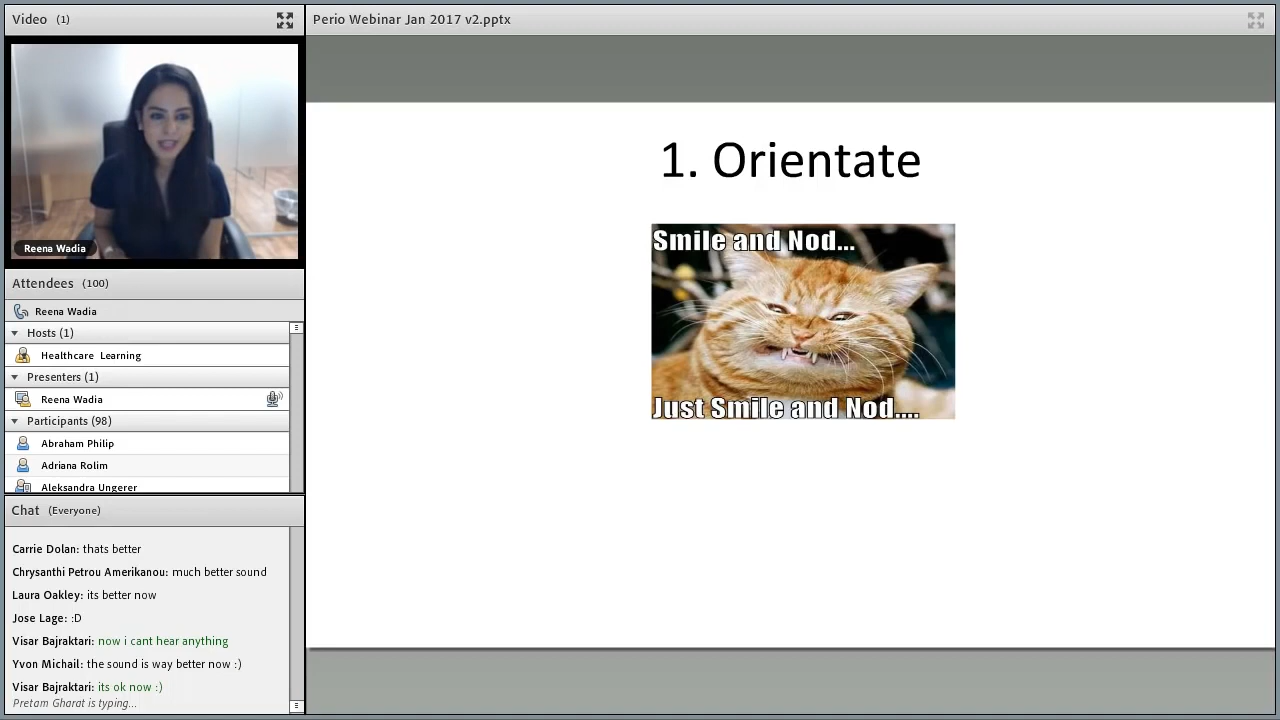 Video (1)
Perio Webinar Jan 2017 v2.pptx
Reena Wadia
Attendees (100)
Reena Wadia
Hosts (1)
Healthcare  Learning
Presenters (1)
Reena Wadia
Participants (98)
Abraham Philip
Adriana Rolim
Aleksandra Ungerer
Chat (Everyone)
Carrie Dolan: thats better
Chrysanthi Petrou Amerikanou: much better sound
Laura Oakley: its better now
Jose Lage: :D
Visar Bajraktari: now i cant hear anything
Yvon Michail: the sound is way better now :)
Visar Bajraktari: its ok now :)
Pretam Gharat is typing...
1. Orientate
Smile and Nod...
Just Smile and Nod....